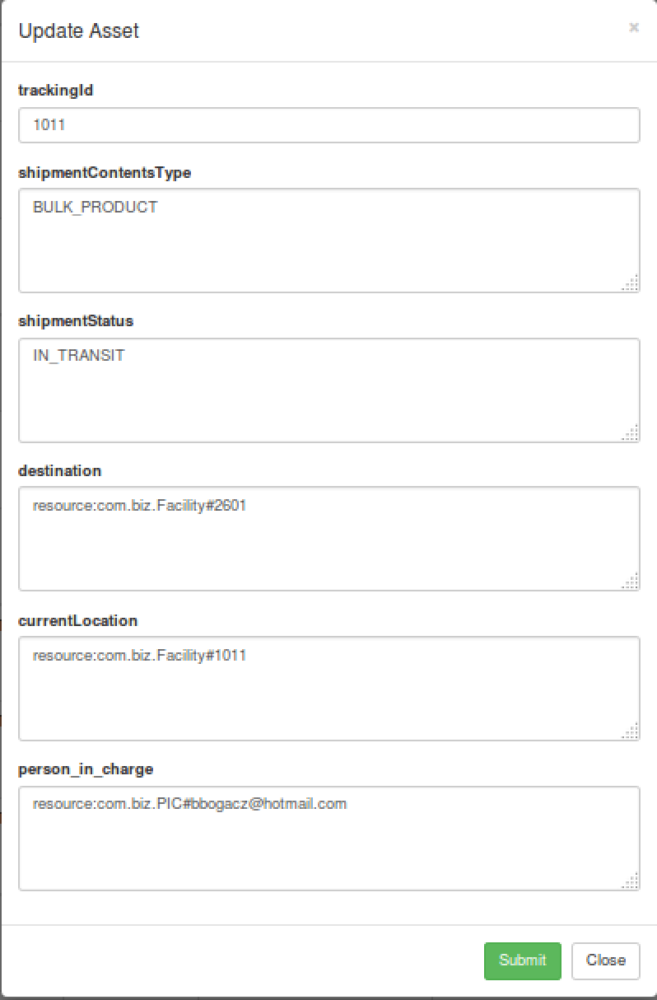 Update Asset ×
trackingId
1011
shipmentContentsType
BULK_PRODUCT
shipmentStatus
IN_TRANSIT
destination
resource:com.biz.Facility#2601
currentLocation
resource:com.biz.Facility#1011
person_in_charge
resource:com.biz.PIC#bbogacz@hotmail.com
Submit Close